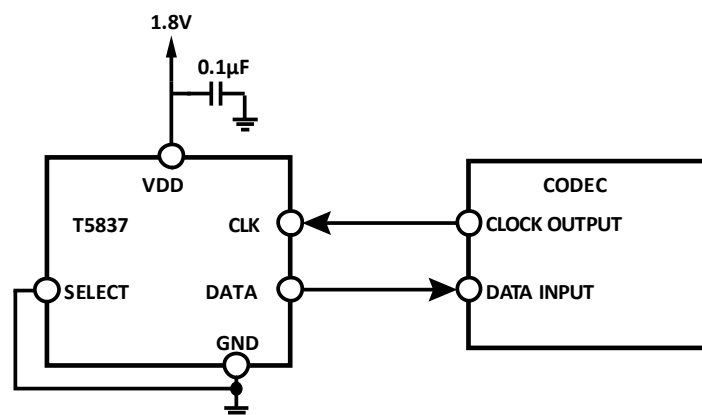 1.8V
0.1µF
VDD
CODEC
T5837
CLK
CLOCK OUTPUT
SELECT
DATA
DATA INPUT
GND